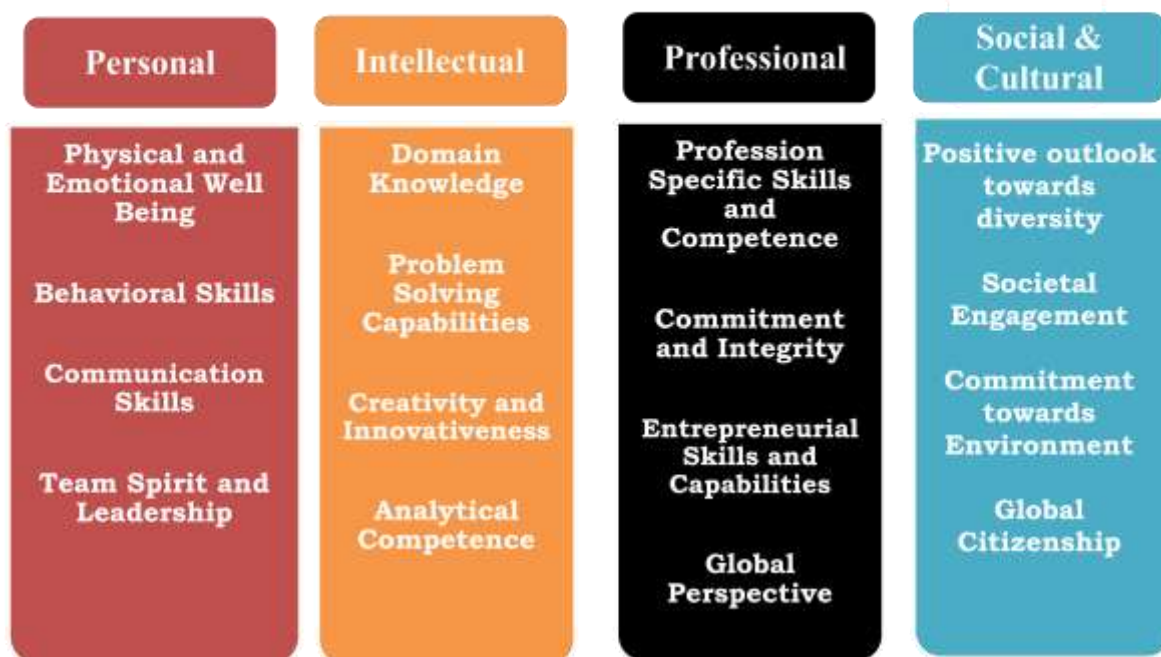 Personal
Physical and
Emotional Well
Being
Behavioral Skills
Communication
Skills
Team Spirit and
Leadership
Intellectual
Domain
Knowledge
Problem
Solving
Capabilities
Creativity and
Innovativeness
Analytical
Competence
Professional
Profession
Specific Skills
and
Competence
Commitment
and Integrity
Entrepreneurial
Skills and
Capabilities
Global
Perspective
Social &
Cultural
Positive outlook
towards
diversity
Societal
Engagement
Commitment
towards
Environment
Global
Citizenship